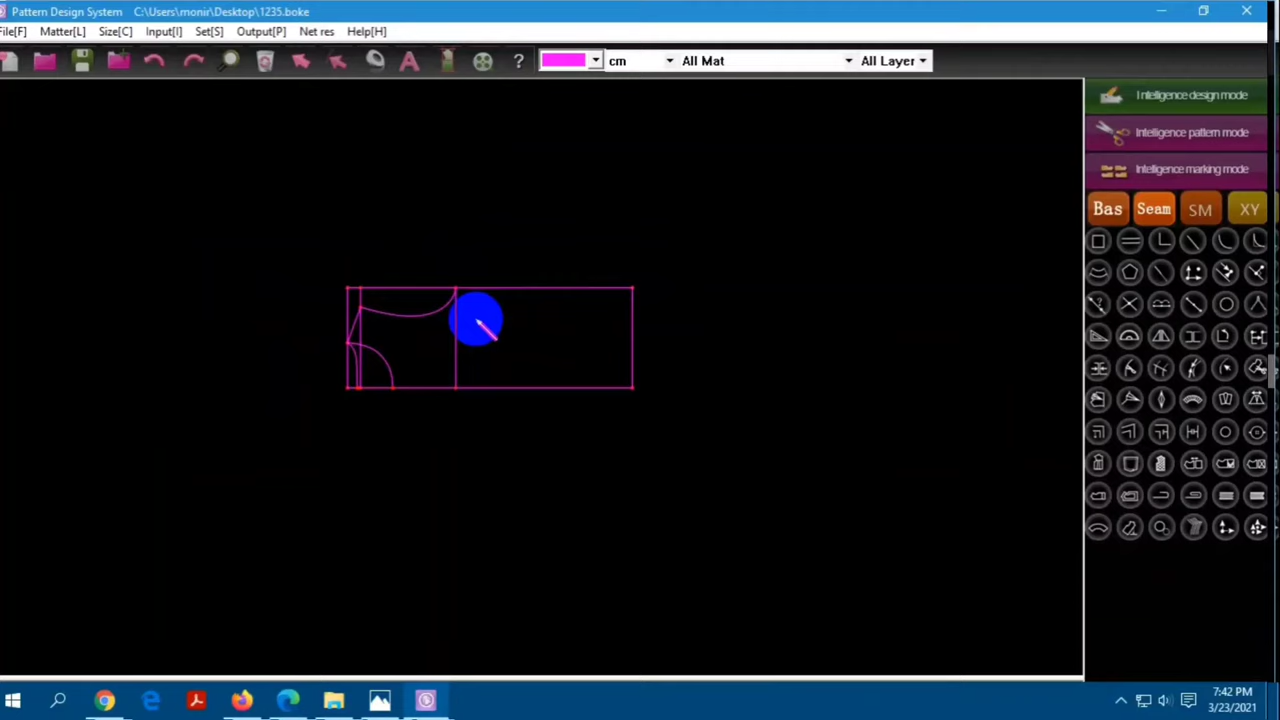 Pattern Design System C:\Users\monir\Desktop\1235.boke
File[F] Matter[L] Size[C] Input[I] Set[S] Output[P] Net res Help[H]
A ? cm All Mat All Layer
Intelligence design mode
Intelligence pattern mode
Intelligence marking mode
Bas Seam SM XY
7:42 PM
3/23/2021